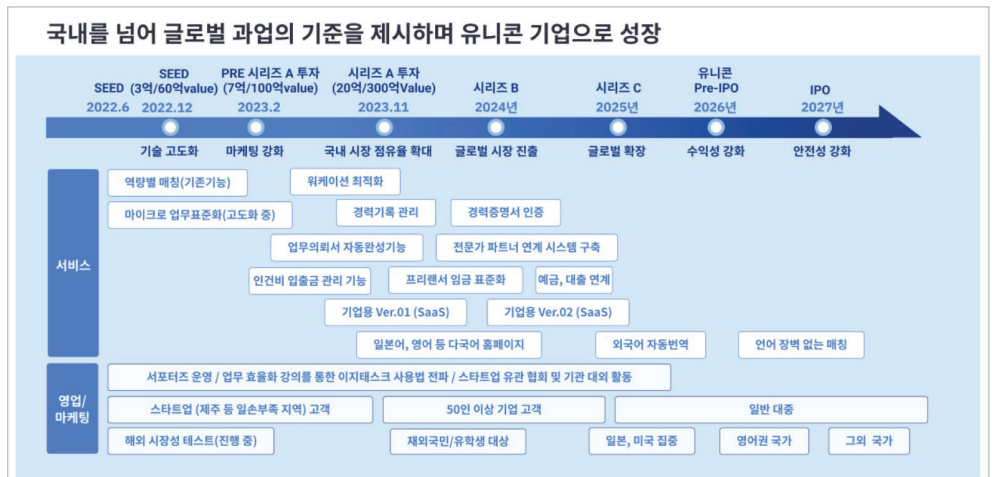 국내를 넘어 글로벌 과업의 기준을 제시하며 유니콘 기업으로 성장
SEED
2022.6
SEED
(3억/60억value)
2022.12
PRE 시리즈 A 투자
(7억/100억value)
2023.2
시리즈 A 투자
(20억/300억Value)
2023.11
시리즈 B
2024년
시리즈 C
2025년
유니콘
Pre-IPO
2026년
IPO
2027년
기술 고도화
마케팅 강화
국내 시장 점유율 확대
글로벌 시장 진출
글로벌 확장
수익성 강화
안전성 강화
서비스
역량별 매칭(기존기능)
워케이션 최적화
마이크로 업무표준화(고도화 중)
경력기록 관리
경력증명서 인증
업무의뢰서 자동완성기능
전문가 파트너 연계 시스템 구축
인건비 입출금 관리 기능
프리랜서 임금 표준화
예금, 대출 연계
기업용 Ver.01 (SaaS)
기업용 Ver.02 (SaaS)
일본어, 영어 등 다국어 홈페이지
외국어 자동번역
언어 장벽 없는 매칭
영업/
마케팅
서포터즈 운영 / 업무 효율화 강의를 통한 이지태스크 사용법 전파 / 스타트업 유관 협회 및 기관 대외 활동
스타트업 (제주 등 일손부족 지역) 고객
50인 이상 기업 고객
일반 대중
해외 시장성 테스트(진행 중)
재외국민/유학생 대상
일본, 미국 집중
영어권 국가
그외 국가